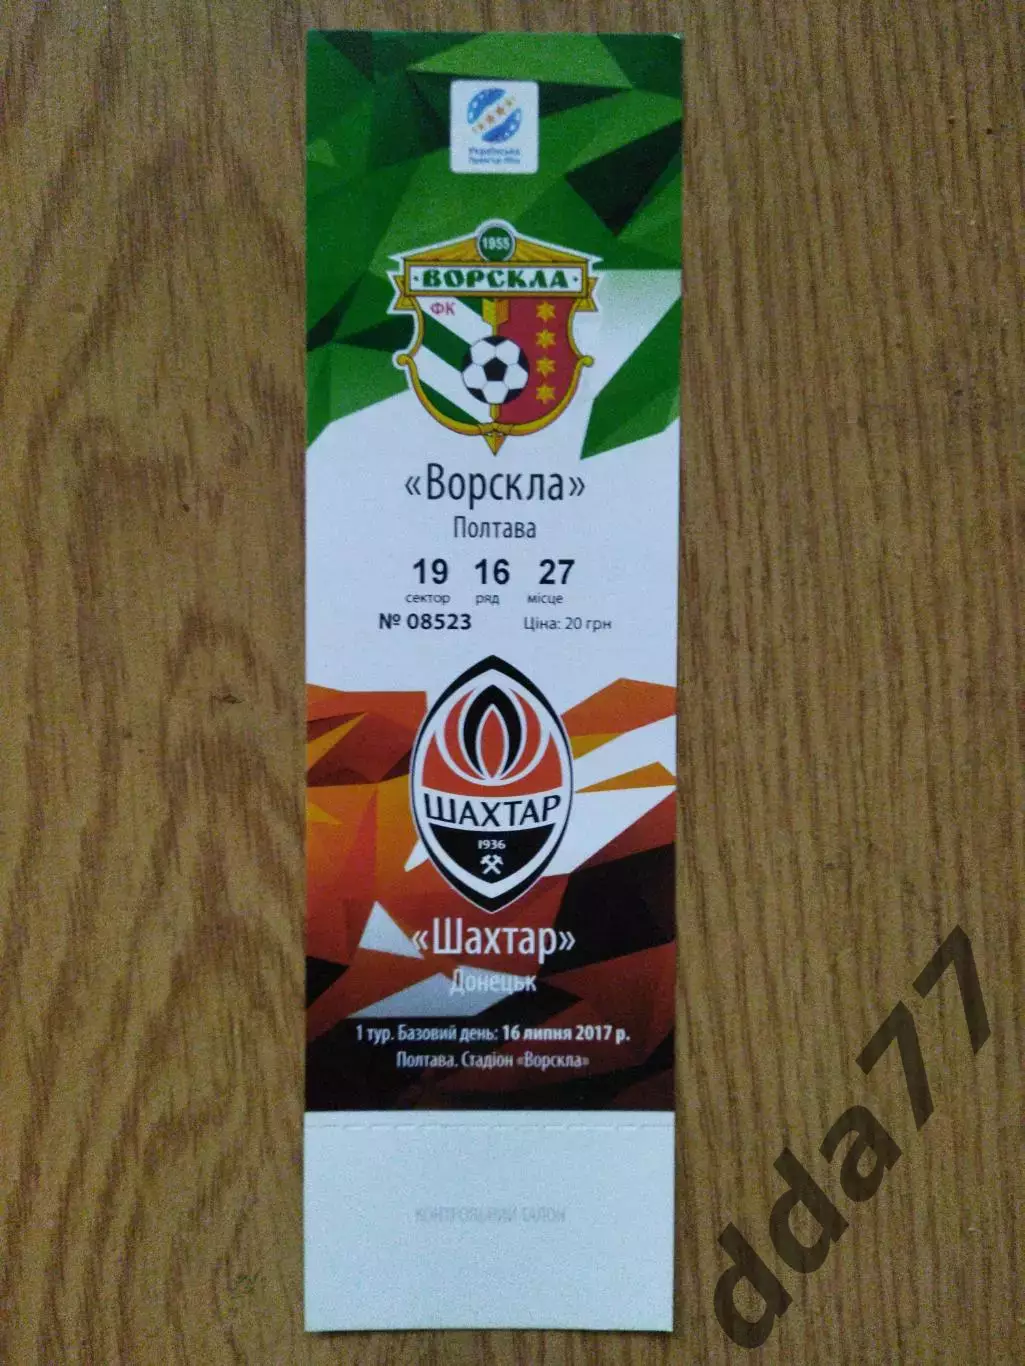 Українська
Прем'єр-ліга
1955
·ВОРСКЛА·
ФК
«Ворскла»
Полтава
19 16 27
сектор ряд місце
№ 08523 Ціна: 20 грн
ШАХТАР
1936
«Шахтар»
Донецьк
1 тур. Базовий день: 16 липня 2017 р.
Полтава. Стадіон «Ворскла»
КОНТРОЛЬНИЙ ТАЛОН
dda77